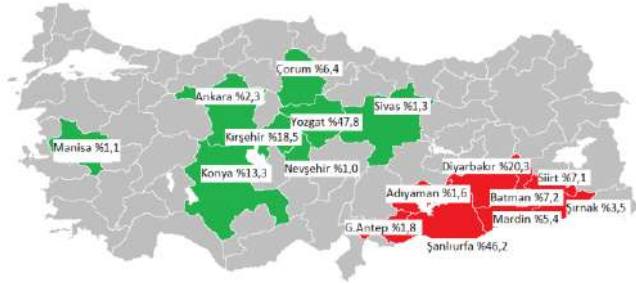 Çorum %6,4
Ankara %2,3
Sivas %1,3
Yozgat %47,8
Kırşehir %18,5
Manisa %1,1
Konya %13,3
Nevşehir %1,0
Diyarbakır %20,3
Siirt %7,1
Adıyaman %1,6
Batman %7,2
Şırnak %3,5
Mardin %5,4
G.Antep %1,8
Şanlıurfa %46,2